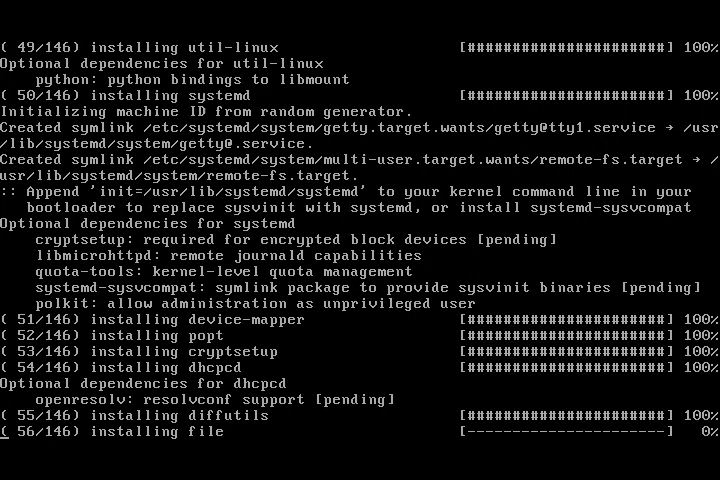 ( 49/146) installing util-linux [######################] 100%
Optional dependencies for util-linux
python: python bindings to libmount
( 50/146) installing systemd [######################] 100%
Initializing machine ID from random generator.
Created symlink /etc/systemd/system/getty.target.wants/getty@tty1.service → /usr
/lib/systemd/system/getty@.service.
Created symlink /etc/systemd/system/multi-user.target.wants/remote-fs.target → /
usr/lib/systemd/system/remote-fs.target.
:: Append 'init=/usr/lib/systemd/systemd' to your kernel command line in your
bootloader to replace sysvinit with systemd, or install systemd-sysvcompat
Optional dependencies for systemd
cryptsetup: required for encrypted block devices [pending]
libmicrohttpd: remote journald capabilities
quota-tools: kernel-level quota management
systemd-sysvcompat: symlink package to provide sysvinit binaries [pending]
polkit: allow administration as unprivileged user
( 51/146) installing device-mapper [######################] 100%
( 52/146) installing popt [######################] 100%
( 53/146) installing cryptsetup [######################] 100%
( 54/146) installing dhcpcd [######################] 100%
Optional dependencies for dhcpcd
openresolv: resolvconf support [pending]
( 55/146) installing diffutils [######################] 100%
( 56/146) installing file [----------------------] 0%